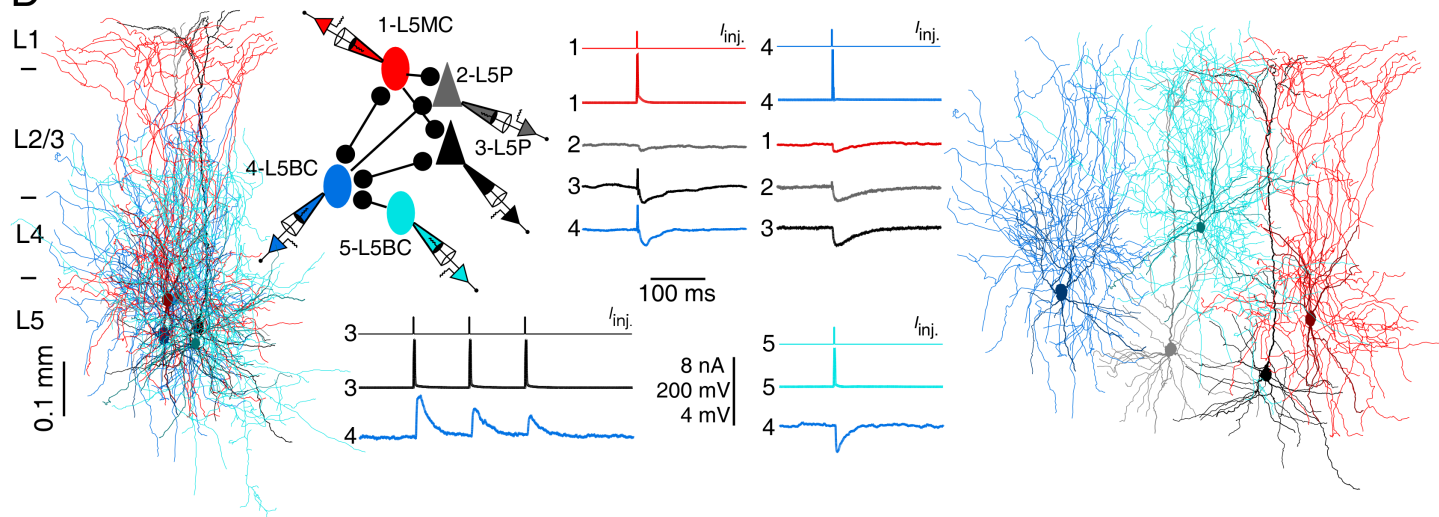 L1
–
L2/3
–
L4
–
L5
0.1 mm
1-L5MC
2-L5P
3-L5P
4-L5BC
5-L5BC
1
Iinj.
1
2
3
4
4
Iinj.
4
1
2
3
100 ms
3
Iinj.
3
4
8 nA
200 mV
4 mV
5
Iinj.
5
4